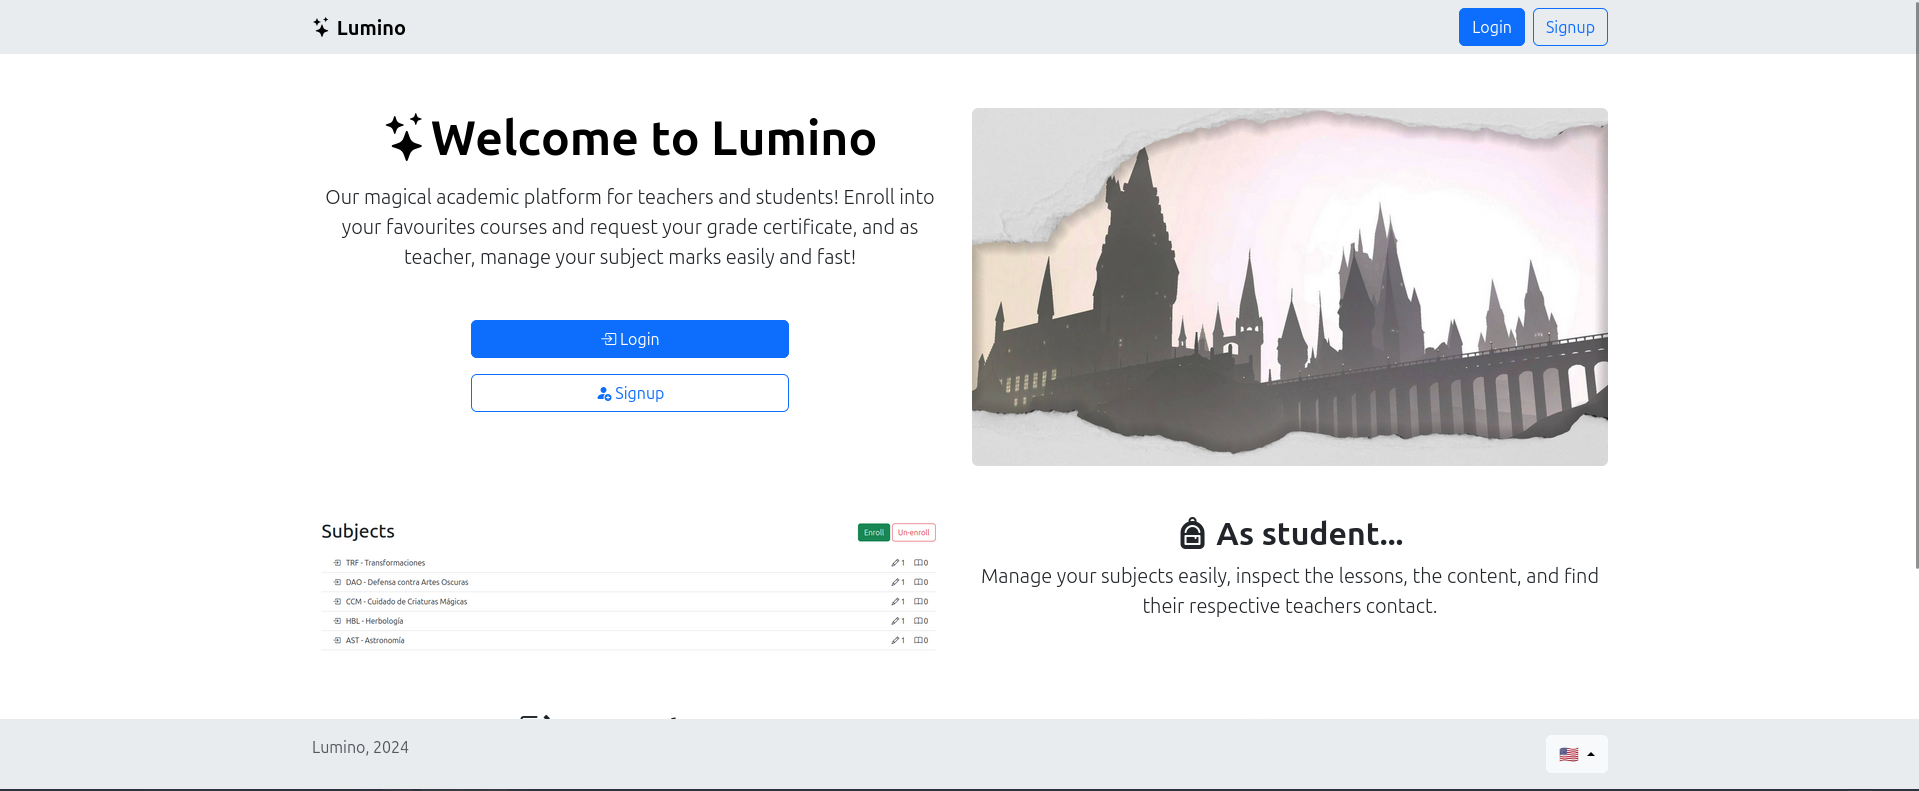 Lumino
Login
Signup
Welcome to Lumino
Our magical academic platform for teachers and students! Enroll into
your favourites courses and request your grade certificate, and as
teacher, manage your subject marks easily and fast!
Login
Signup
Subjects
Enroll
Un-enroll
TRF - Transformaciones
1
0
DAO - Defensa contra Artes Oscuras
1
0
CCM - Cuidado de Criaturas Mágicas
1
0
HBL - Herbología
1
0
AST - Astronomía
1
0
As student...
Manage your subjects easily, inspect the lessons, the content, and find
their respective teachers contact.
Lumino, 2024